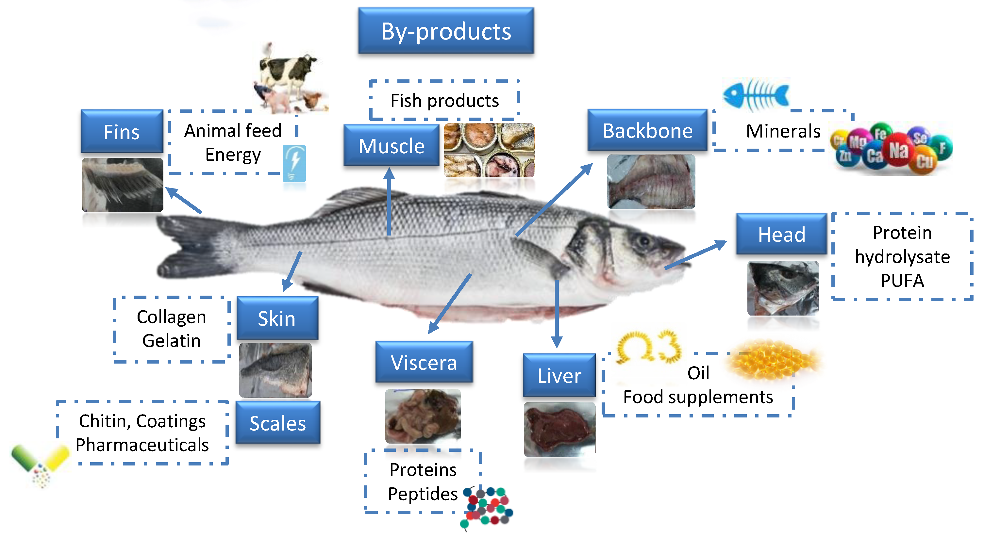 By-products
Fish products
Fins
Animal feed
Energy
Muscle
Backbone
Minerals
Cr
Mg
Fe
Se
F
Zn
Ca
Na
Cu
Head
Protein
hydrolysate
PUFA
Collagen
Gelatin
Skin
Viscera
Liver
Ω3
Oil
Food supplements
Chitin, Coatings
Pharmaceuticals
Scales
Proteins
Peptides